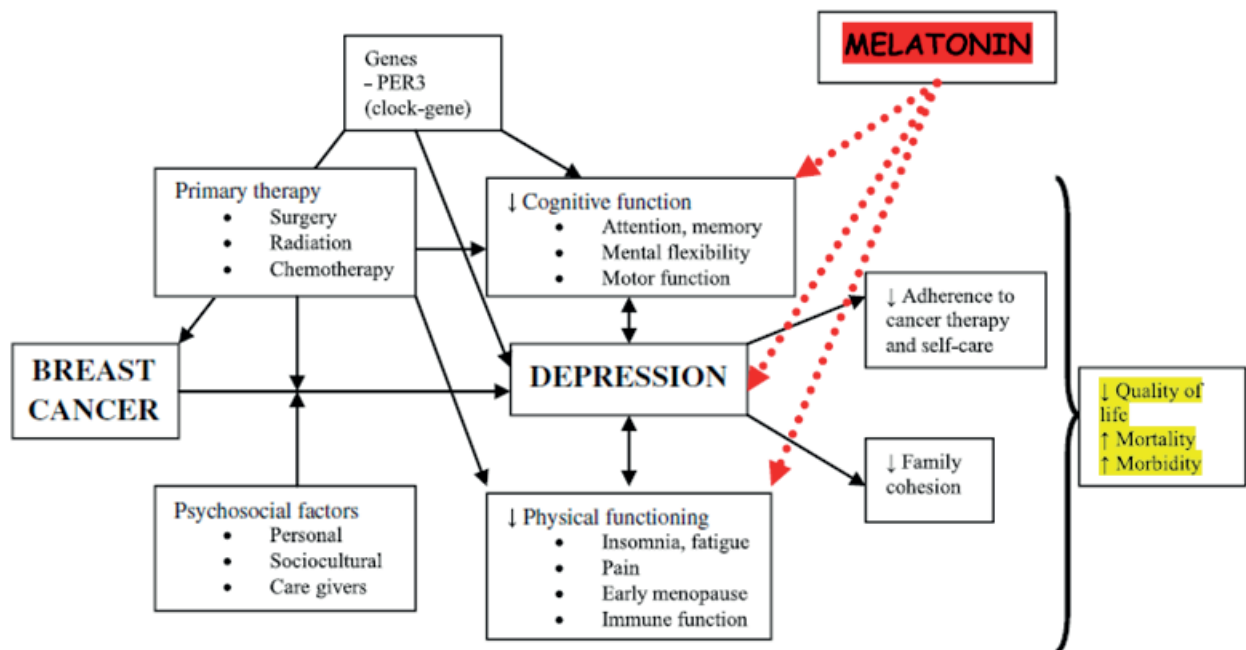 Genes
– PER3
(clock-gene)
MELATONIN
Primary therapy
• Surgery
• Radiation
• Chemotherapy
↓ Cognitive function
• Attention, memory
• Mental flexibility
• Motor function
↓ Adherence to
cancer therapy
and self-care
BREAST
CANCER
DEPRESSION
↓ Quality of
life
↑ Mortality
↑ Morbidity
↓ Family
cohesion
Psychosocial factors
• Personal
• Sociocultural
• Care givers
↓ Physical functioning
• Insomnia, fatigue
• Pain
• Early menopause
• Immune function